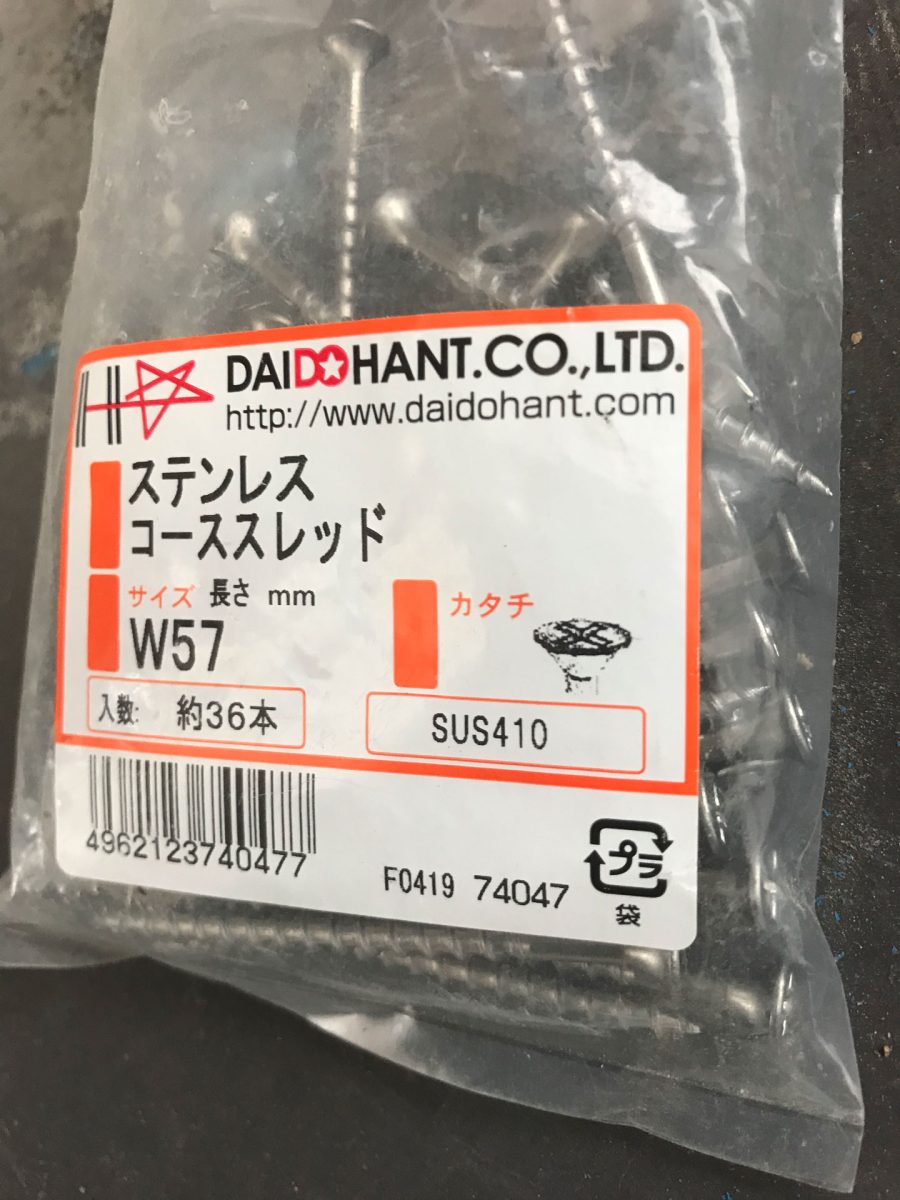 DAIDOHANT.CO.,LTD.
http://www.daidohant.com
ステンレス
コーススレッド
サイズ 長さ mm
W57
カタチ
入数: 約36本
SUS410
4962123740477
F0419 74047
プラ
袋